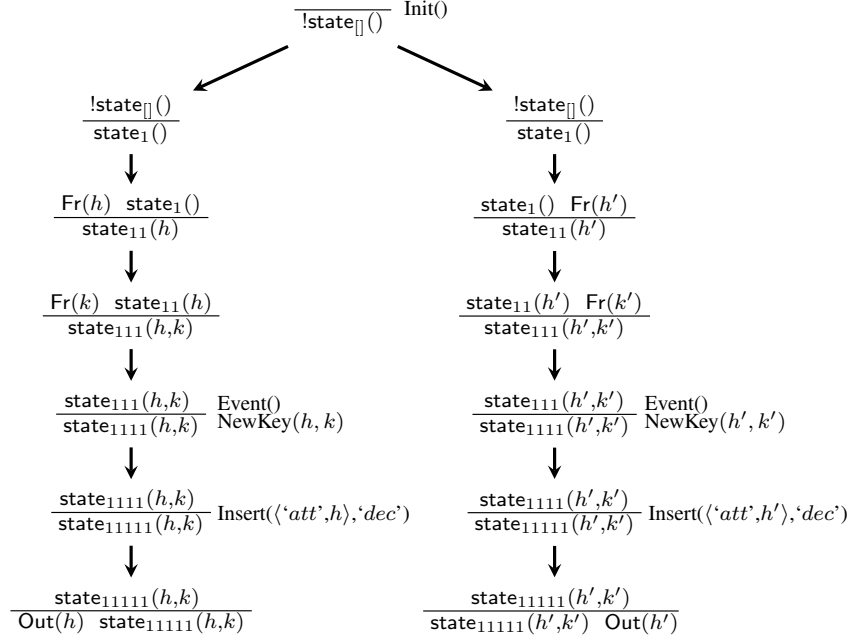 Init()
!state[]()
!state[]() !state[]()
state1() state1()
Fr(h) state1() state1() Fr(h′)
state11(h) state11(h′)
Fr(k) state11(h) state11(h′) Fr(k′)
state111(h,k) state111(h′,k′)
state111(h,k) Event() state111(h′,k′) Event()
state1111(h,k) NewKey(h, k) state1111(h′,k′) NewKey(h′, k′)
state1111(h,k) state1111(h′,k′)
state11111(h,k) Insert(⟨‘att’,h⟩,‘dec’) state11111(h′,k′) Insert(⟨‘att’,h′⟩,‘dec’)
state11111(h,k) state11111(h′,k′)
Out(h) state11111(h,k) state11111(h′,k′) Out(h′)